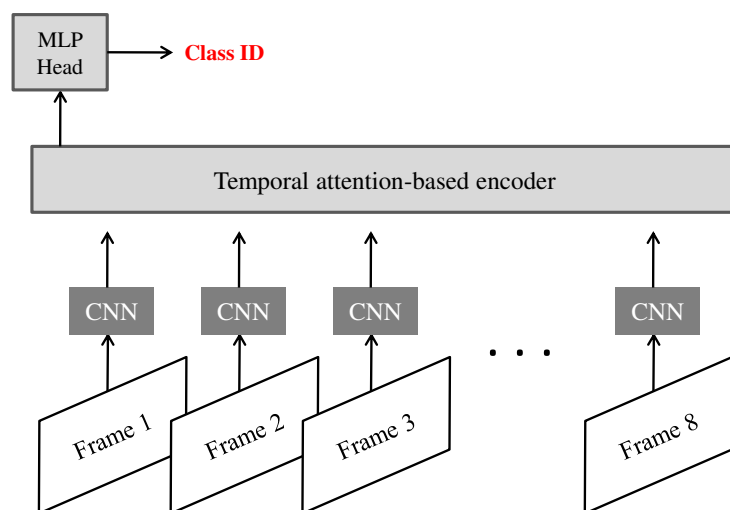 MLP
Head
Class ID
Temporal attention-based encoder
CNN
CNN
CNN
CNN
. . .
Frame 1
Frame 2
Frame 3
Frame 8